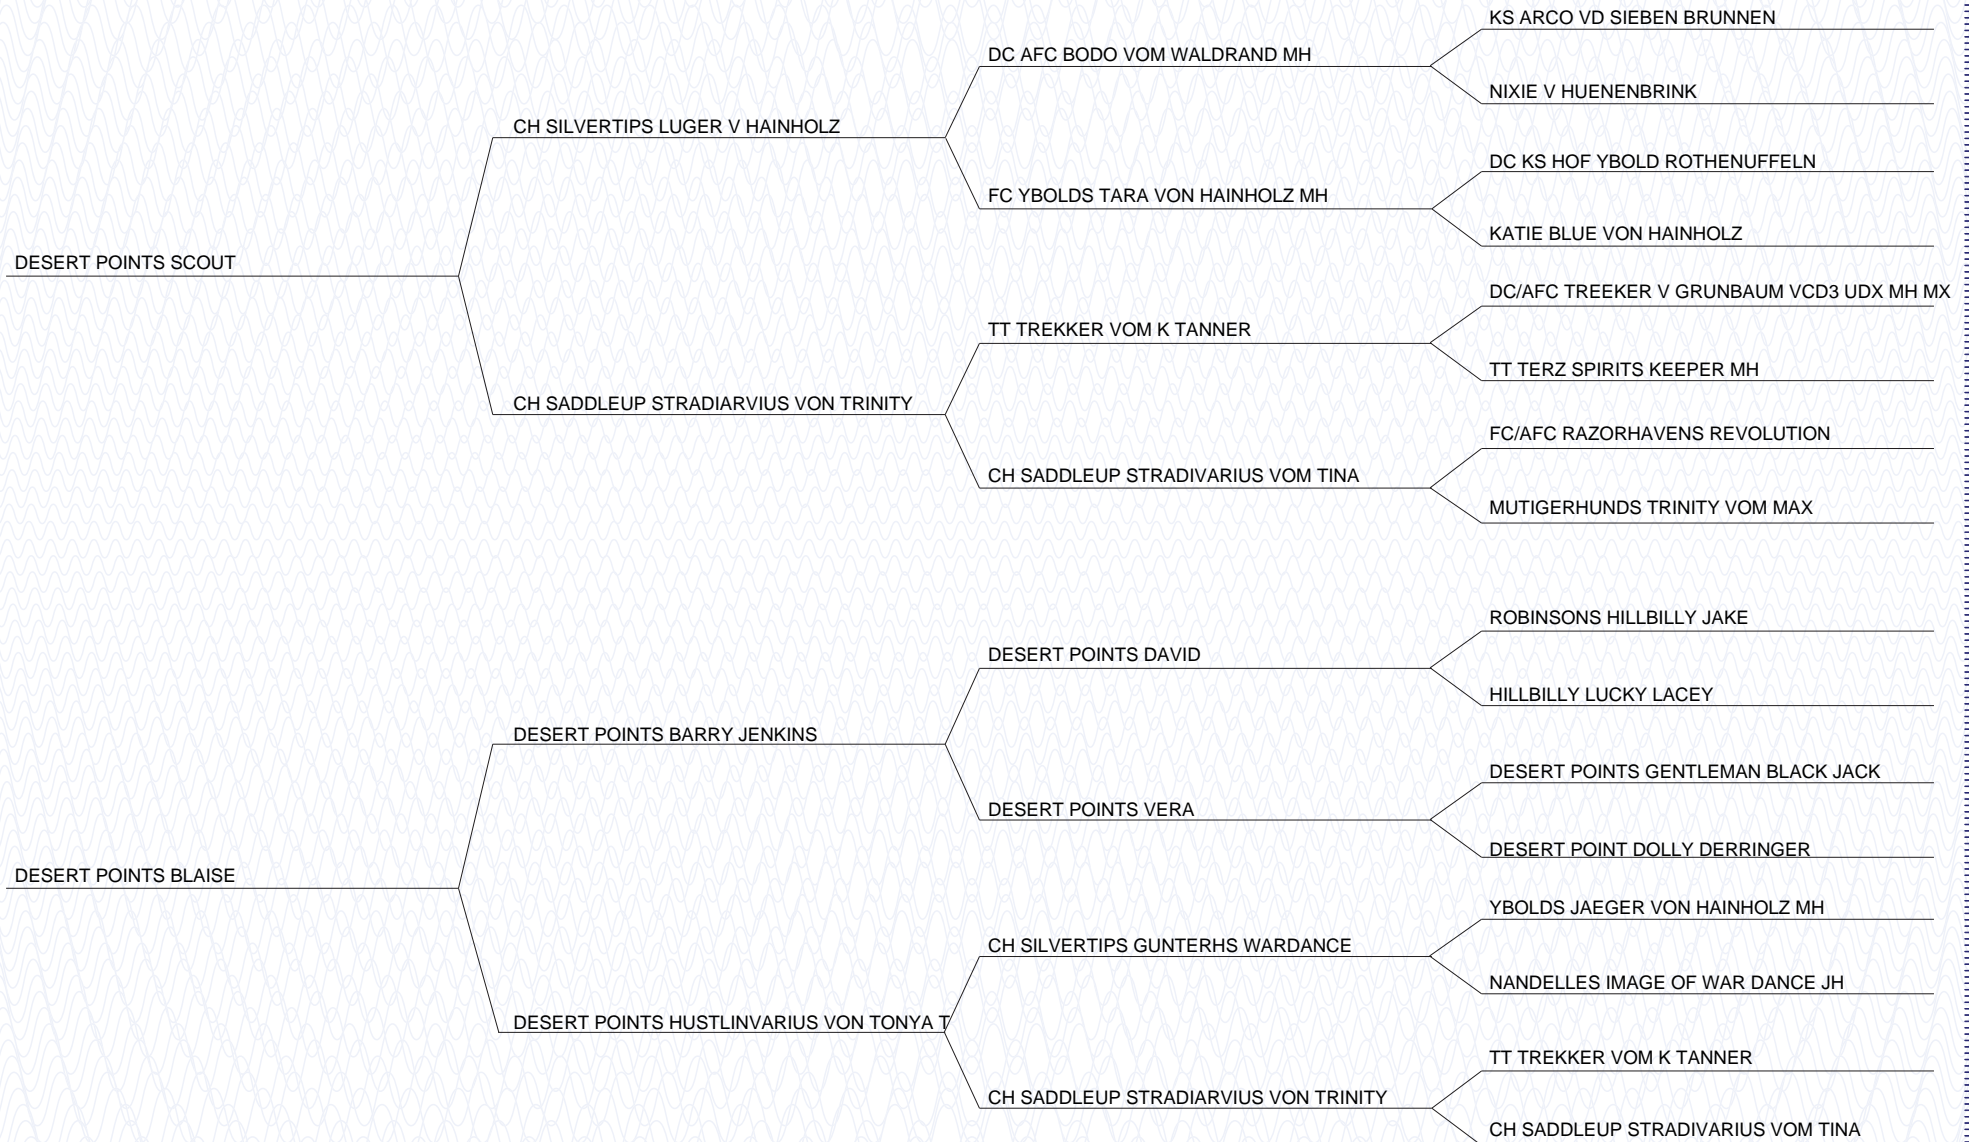 KS ARCO VD SIEBEN BRUNNEN
DC AFC BODO VOM WALDRAND MH
NIXIE V HUENENBRINK
CH SILVERTIPS LUGER V HAINHOLZ
DC KS HOF YBOLD ROTHENUFFELN
FC YBOLDS TARA VON HAINHOLZ MH
KATIE BLUE VON HAINHOLZ
DESERT POINTS SCOUT
DC/AFC TREEKER V GRUNBAUM VCD3 UDX MH MX
TT TREKKER VOM K TANNER
TT TERZ SPIRITS KEEPER MH
CH SADDLEUP STRADIARVIUS VON TRINITY
FC/AFC RAZORHAVENS REVOLUTION
CH SADDLEUP STRADIVARIUS VOM TINA
MUTIGERHUNDS TRINITY VOM MAX
ROBINSONS HILLBILLY JAKE
DESERT POINTS DAVID
HILLBILLY LUCKY LACEY
DESERT POINTS BARRY JENKINS
DESERT POINTS GENTLEMAN BLACK JACK
DESERT POINTS VERA
DESERT POINT DOLLY DERRINGER
DESERT POINTS BLAISE
YBOLDS JAEGER VON HAINHOLZ MH
CH SILVERTIPS GUNTERHS WARDANCE
NANDELLES IMAGE OF WAR DANCE JH
DESERT POINTS HUSTLINVARIUS VON TONYA T
TT TREKKER VOM K TANNER
CH SADDLEUP STRADIARVIUS VON TRINITY
CH SADDLEUP STRADIVARIUS VOM TINA